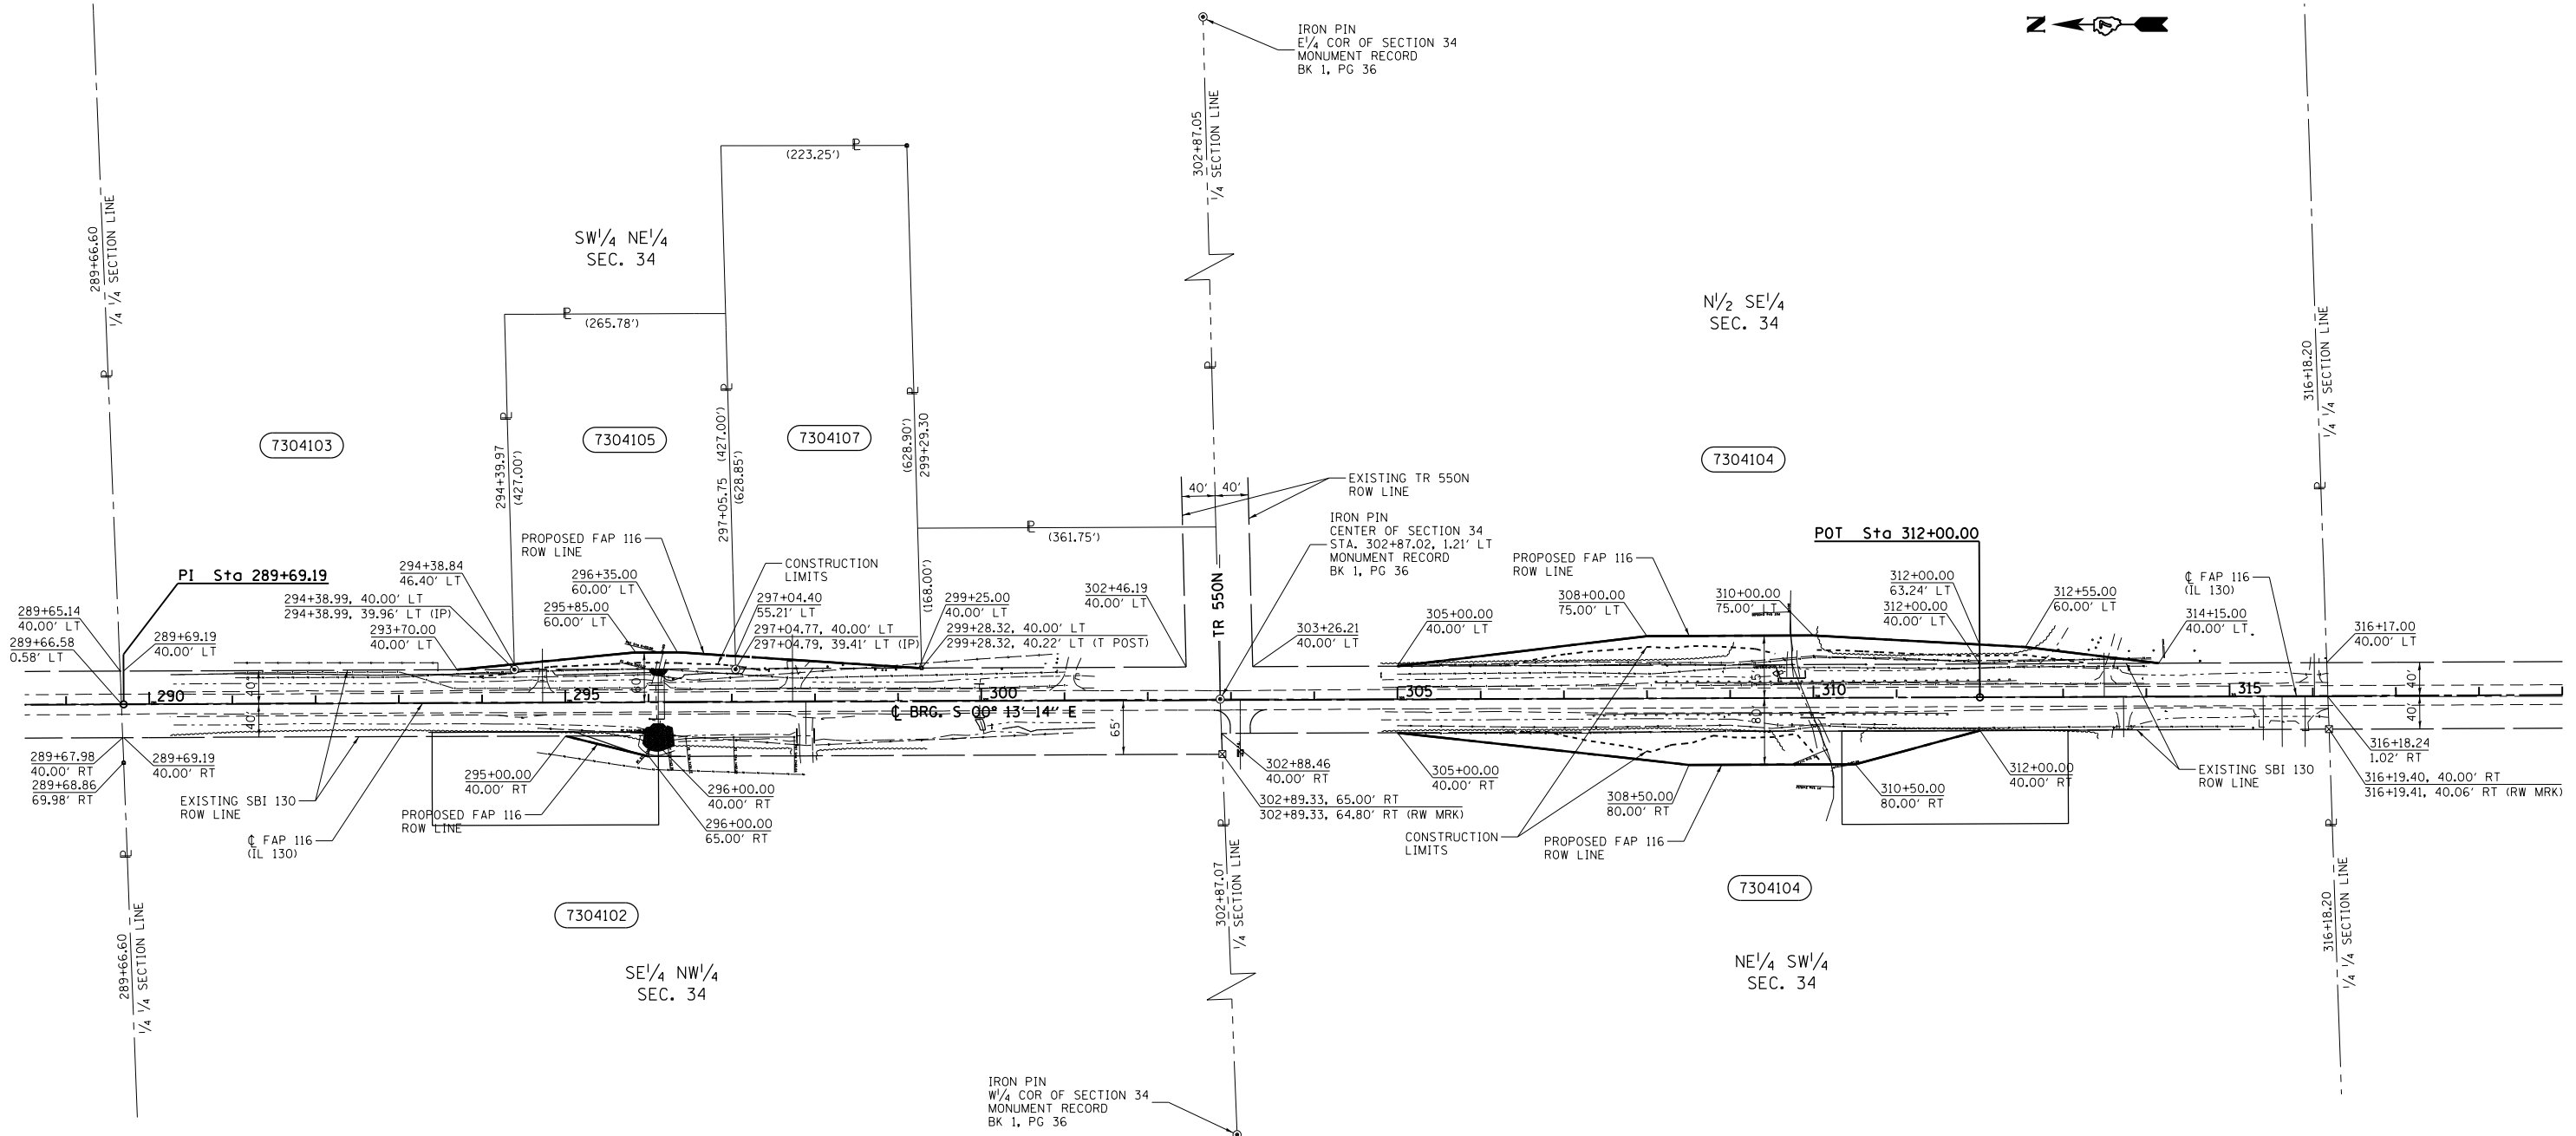 N
IRON PIN
E1/4 COR OF SECTION 34
MONUMENT RECORD
BK 1, PG 36
289+66.60
1/4 1/4 SECTION LINE
302+87.05
1/4 SECTION LINE
316+18.20
1/4 1/4 SECTION LINE
(223.25')
SW1/4 NE1/4
SEC. 34
(265.78')
N1/2 SE1/4
SEC. 34
7304103
7304105
7304107
7304104
294+39.97
(427.00')
297+05.75 (427.00')
(628.85')
(628.90')
299+29.30
(168.00')
(361.75')
40' 40'
EXISTING TR 550N
ROW LINE
TR 550N
IRON PIN
CENTER OF SECTION 34
STA. 302+87.02, 1.21' LT
MONUMENT RECORD
BK 1, PG 36
PROPOSED FAP 116
ROW LINE
CONSTRUCTION
LIMITS
PI Sta 289+69.19
289+65.14
40.00' LT
289+66.58
0.58' LT
289+69.19
40.00' LT
294+38.84
46.40' LT
294+38.99, 40.00' LT
294+38.99, 39.96' LT (IP)
293+70.00
40.00' LT
296+35.00
60.00' LT
295+85.00
60.00' LT
297+04.40
55.21' LT
297+04.77, 40.00' LT
297+04.79, 39.41' LT (IP)
299+25.00
40.00' LT
299+28.32, 40.00' LT
299+28.32, 40.22' LT (T POST)
302+46.19
40.00' LT
303+26.21
40.00' LT
305+00.00
40.00' LT
PROPOSED FAP 116
ROW LINE
308+00.00
75.00' LT
310+00.00
75.00' LT
POT Sta 312+00.00
312+00.00
63.24' LT
312+00.00
40.00' LT
312+55.00
60.00' LT
314+15.00
40.00' LT
℄ FAP 116
(IL 130)
316+17.00
40.00' LT
290
295
300
305
310
315
℄ BRG. S 00° 13' 14" E
40'
40'
60'
65'
75'
80'
40'
40'
289+67.98
40.00' RT
289+68.86
69.98' RT
289+69.19
40.00' RT
EXISTING SBI 130
ROW LINE
℄ FAP 116
(IL 130)
295+00.00
40.00' RT
PROPOSED FAP 116
ROW LINE
296+00.00
40.00' RT
296+00.00
65.00' RT
302+88.46
40.00' RT
302+89.33, 65.00' RT
302+89.33, 64.80' RT (RW MRK)
305+00.00
40.00' RT
308+50.00
80.00' RT
CONSTRUCTION
LIMITS
PROPOSED FAP 116
ROW LINE
310+50.00
80.00' RT
312+00.00
40.00' RT
EXISTING SBI 130
ROW LINE
316+18.24
1.02' RT
316+19.40, 40.00' RT
316+19.41, 40.06' RT (RW MRK)
7304102
7304104
SE1/4 NW1/4
SEC. 34
NE1/4 SW1/4
SEC. 34
289+66.60
1/4 1/4 SECTION LINE
302+87.07
1/4 SECTION LINE
316+18.20
1/4 1/4 SECTION LINE
IRON PIN
W1/4 COR OF SECTION 34
MONUMENT RECORD
BK 1, PG 36